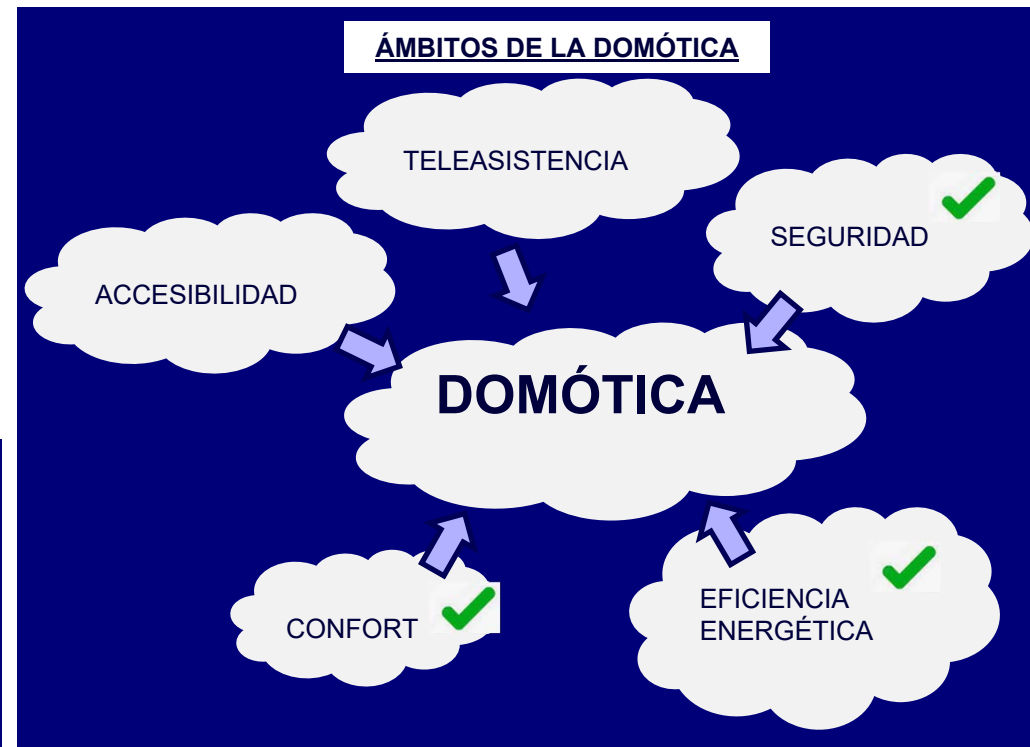 ÁMBITOS DE LA DOMÓTICA
TELEASISTENCIA
SEGURIDAD
ACCESIBILIDAD
DOMÓTICA
CONFORT
EFICIENCIA
ENERGÉTICA